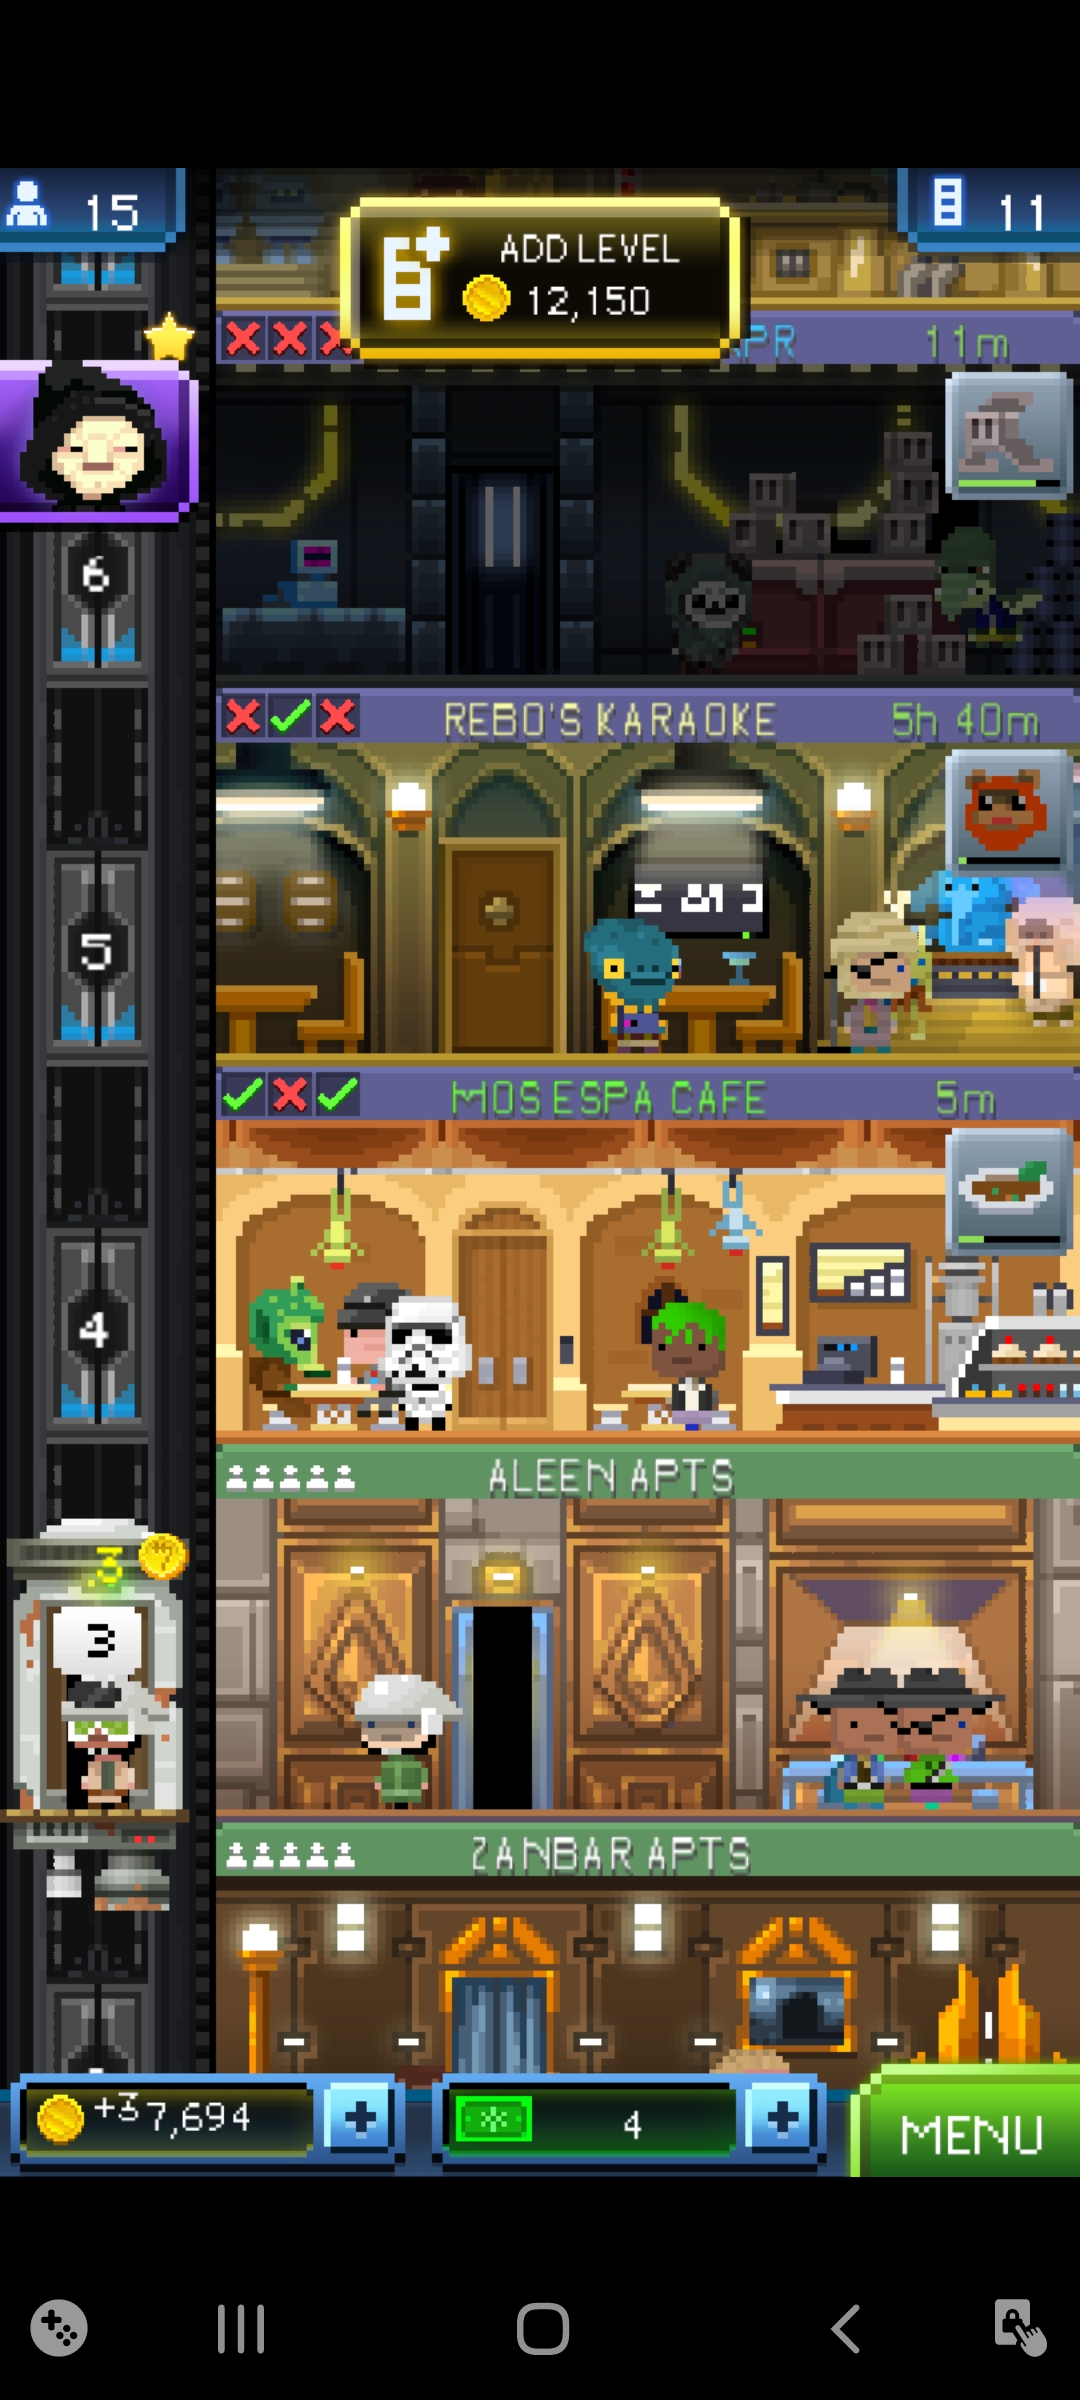 15
11
ADD LEVEL
12,150
11m
6
REBO'S KARAOKE
5h 40m
5
MOS ESPA CAFE
5m
4
ALEEN APTS
3
3
ZANBAR APTS
+3
7,694
4
MENU